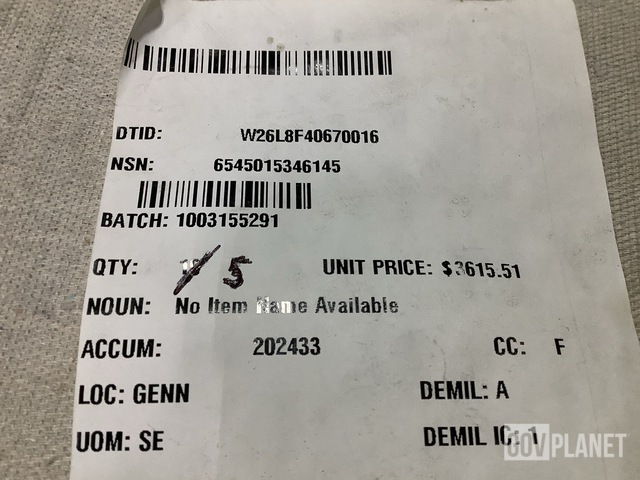 DTID: W26L8F40670016
NSN: 6545015346145
BATCH: 1003155291
QTY: 5 UNIT PRICE: $3615.51
NOUN: No Item Name Available
ACCUM: 202433 CC: F
LOC: GENN DEMIL: A
UOM: SE DEMIL IC: 1
GOVPLANET